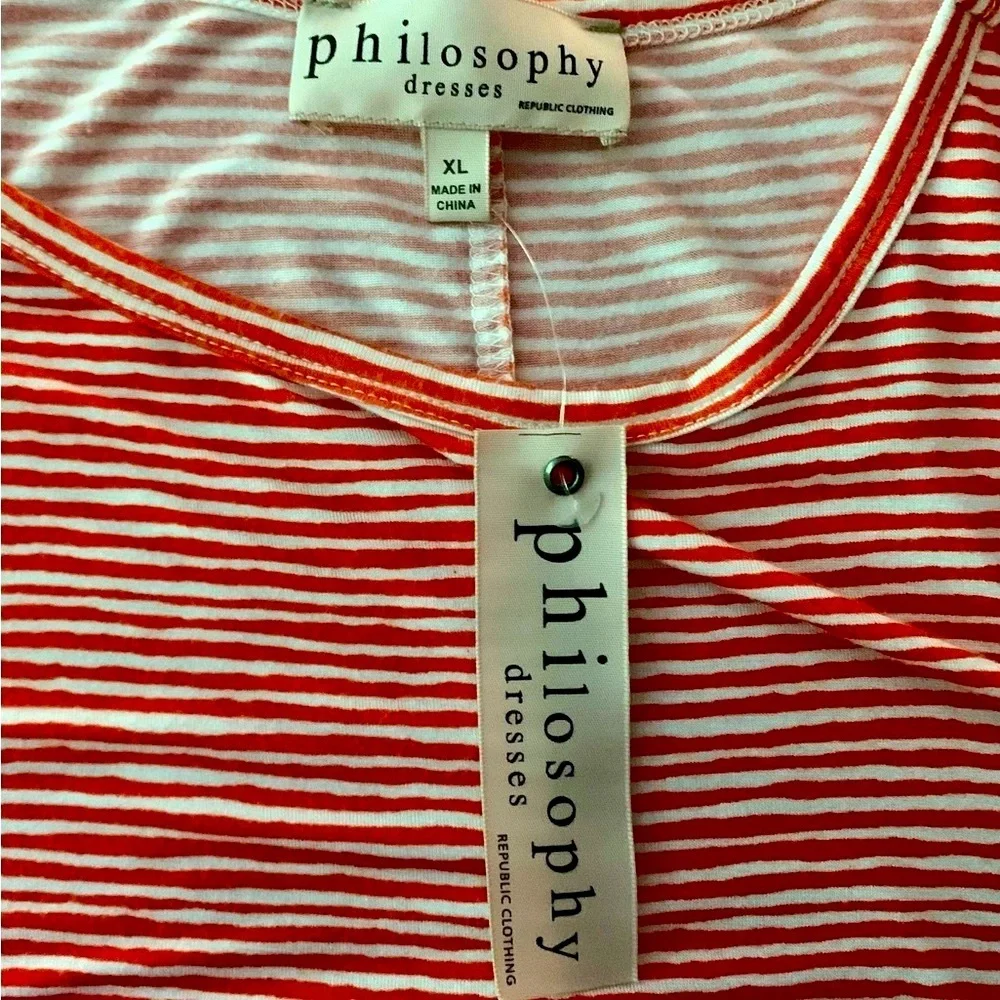 philosophy
dresses
REPUBLIC CLOTHING
XL
MADE IN
CHINA
philosophy
dresses
REPUBLIC CLOTHING